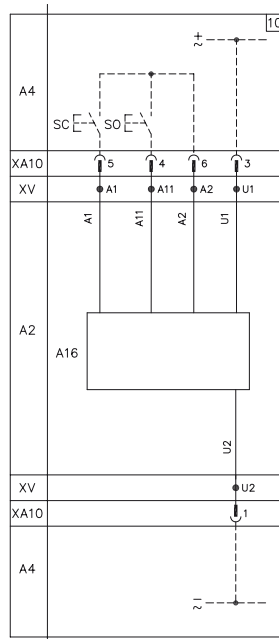 10
+
~
A4
SC
SO
XA10 5 4 6 3
XV A1 A11 A2 U1
A1 A11 A2 U1
A2
A16
U2
XV U2
XA10 1
A4
–
~